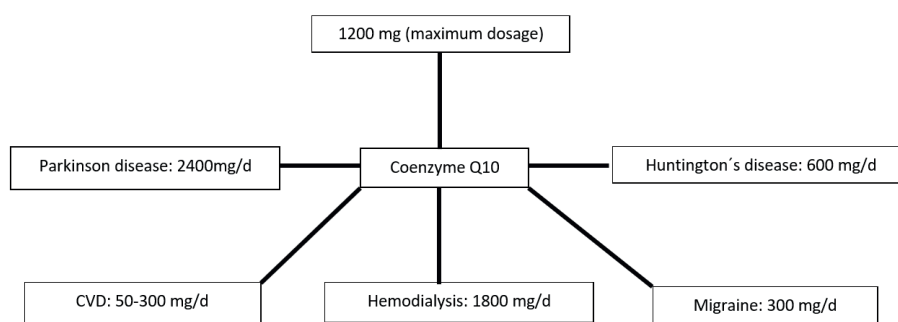 1200 mg (maximum dosage)
Parkinson disease: 2400mg/d
Coenzyme Q10
Huntington´s disease: 600 mg/d
CVD: 50-300 mg/d
Hemodialysis: 1800 mg/d
Migraine: 300 mg/d